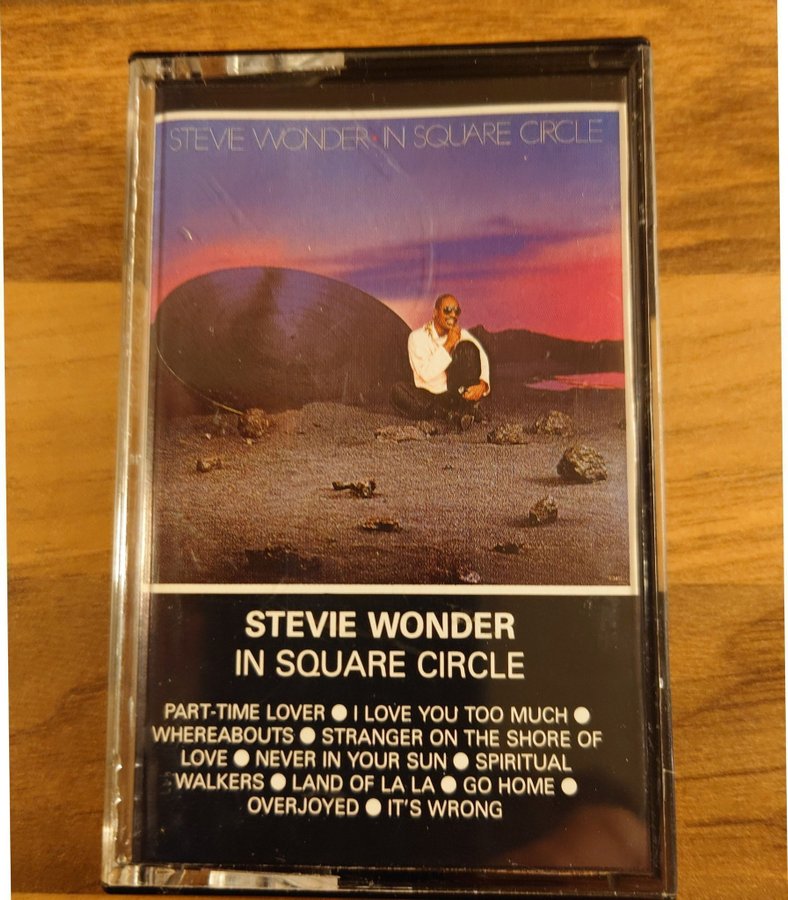 STEVIE WONDER • IN SQUARE CIRCLE
STEVIE WONDER
IN SQUARE CIRCLE
PART-TIME LOVER ● I LOVE YOU TOO MUCH ●
WHEREABOUTS ● STRANGER ON THE SHORE OF
LOVE ● NEVER IN YOUR SUN ● SPIRITUAL
WALKERS ● LAND OF LA LA ● GO HOME ●
OVERJOYED ● IT'S WRONG